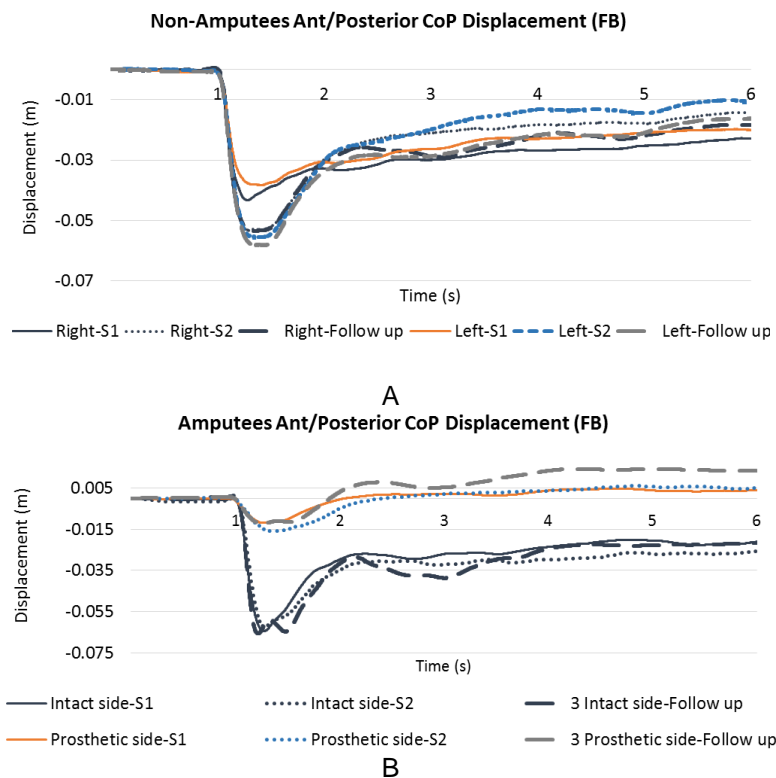 Non-Amputees Ant/Posterior CoP Displacement (FB)
1 2 3 4 5 6
-0.01
-0.03
-0.05
-0.07
Displacement (m)
Time (s)
Right-S1 Right-S2 Right-Follow up Left-S1 Left-S2 Left-Follow up
A
Amputees Ant/Posterior CoP Displacement (FB)
0.005
1 2 3 4 5 6
-0.015
-0.035
-0.055
-0.075
Displacement (m)
Time (s)
Intact side-S1 Intact side-S2 3 Intact side-Follow up
Prosthetic side-S1 Prosthetic side-S2 3 Prosthetic side-Follow up
B